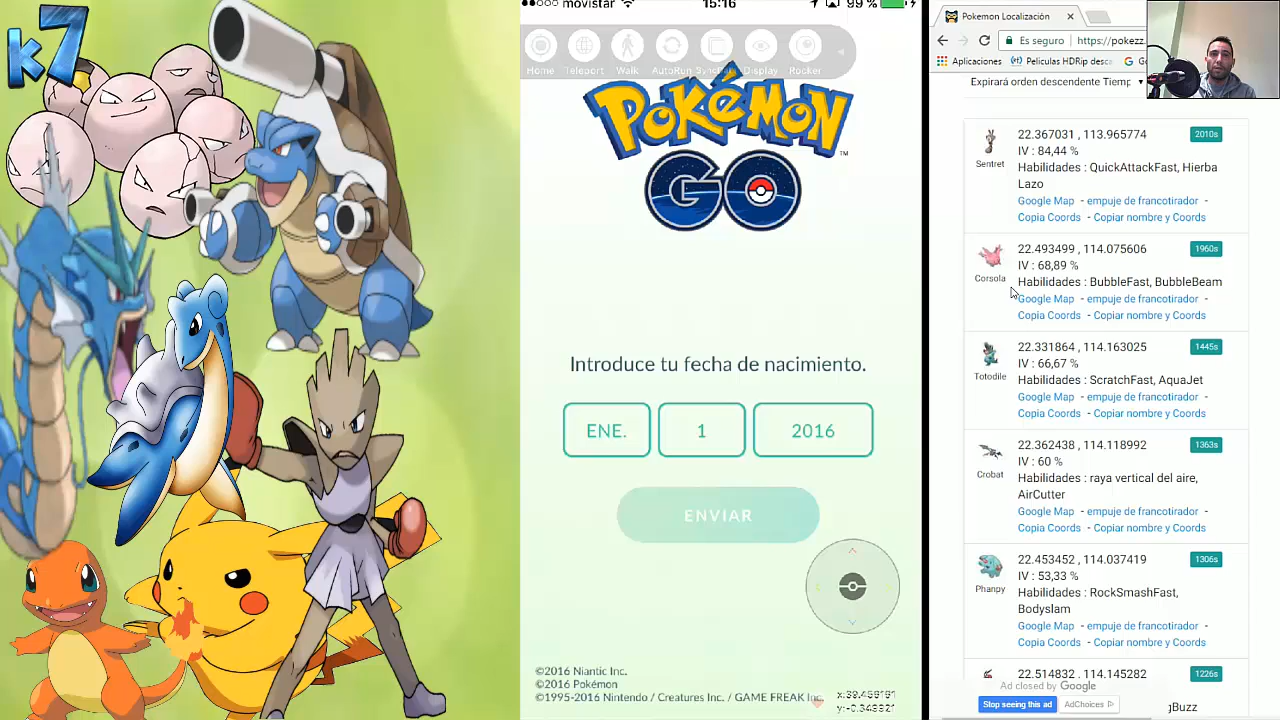 k7
movistar 15:16 99 %
Home Teleport Walk AutoRun Display Rocker
POKéMON
GO
TM
Introduce tu fecha de nacimiento.
ENE. 1 2016
ENVIAR
©2016 Niantic Inc.
©2016 Pokémon
©1995-2016 Nintendo / Creatures Inc. / GAME FREAK inc.
Pokemon Localización
Es seguro https://pokezz.
Aplicaciones Peliculas HDRip desca
Expirará orden descendente Tiemp
22.367031 , 113.965774 2010s
IV : 84,44 %
Sentret
Habilidades : QuickAttackFast, Hierba
Lazo
Google Map - empuje de francotirador -
Copia Coords - Copiar nombre y Coords
22.493499 , 114.075606 1960s
IV : 68,89 %
Corsola
Habilidades : BubbleFast, BubbleBeam
Google Map - empuje de francotirador -
Copia Coords - Copiar nombre y Coords
22.331864 , 114.163025 1445s
IV : 66,67 %
Totodile
Habilidades : ScratchFast, AquaJet
Google Map - empuje de francotirador -
Copia Coords - Copiar nombre y Coords
22.362438 , 114.118992 1363s
IV : 60 %
Crobat
Habilidades : raya vertical del aire,
AirCutter
Google Map - empuje de francotirador -
Copia Coords - Copiar nombre y Coords
22.453452 , 114.037419 1306s
IV : 53,33 %
Phanpy
Habilidades : RockSmashFast,
Bodyslam
Google Map - empuje de francotirador -
Copia Coords - Copiar nombre y Coords
22.514832 , 114.145282 1226s
Ad closed by Google
Stop seeing this ad AdChoices
gBuzz